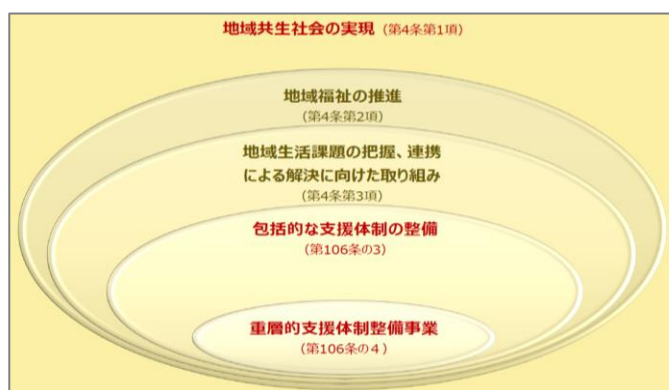 地域共生社会の実現（第4条第1項）
地域福祉の推進
（第4条第2項）
地域生活課題の把握、連携
による解決に向けた取り組み
（第4条第3項）
包括的な支援体制の整備
（第106条の3）
重層的支援体制整備事業
（第106条の４）